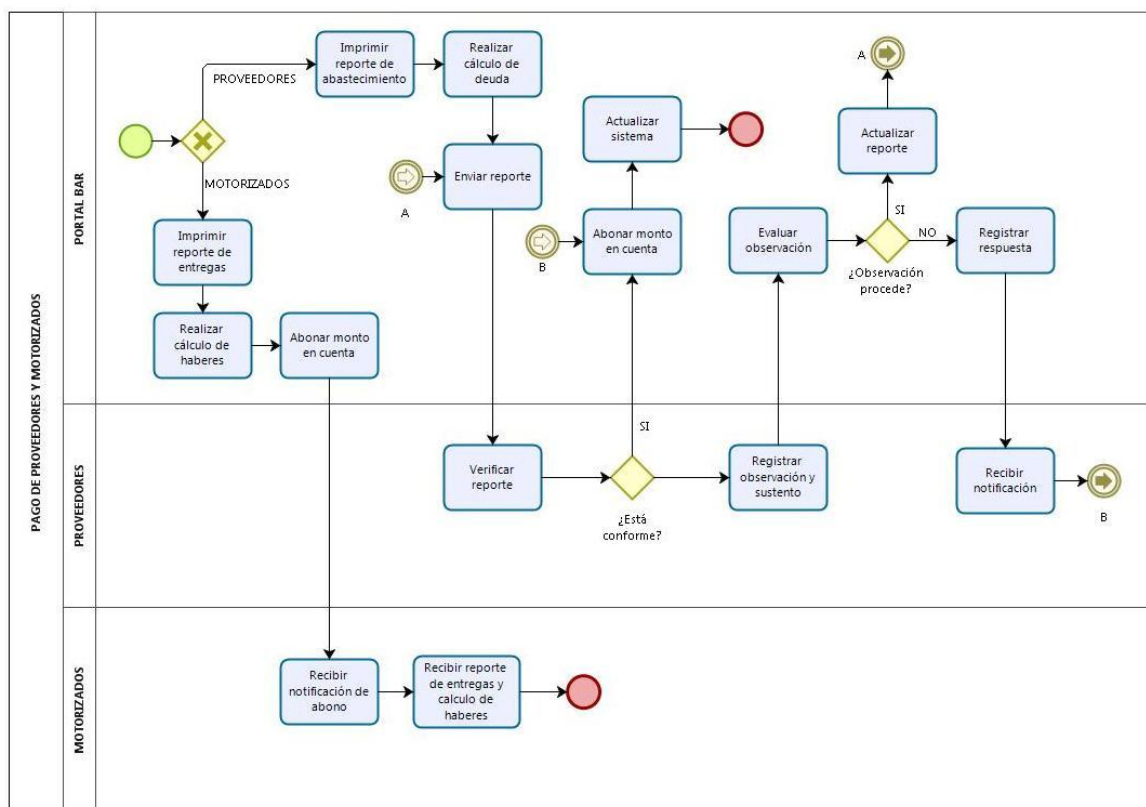 PAGO DE PROVEEDORES Y MOTORIZADOS
PORTAL BAR
PROVEEDORES
Imprimir
reporte de
abastecimiento
Realizar
cálculo de
deuda
MOTORIZADOS
Imprimir
reporte de
entregas
Realizar
cálculo de
haberes
Abonar monto
en cuenta
A
Enviar reporte
Actualizar
sistema
B
Abonar monto
en cuenta
A
Actualizar
reporte
SI
Evaluar
observación
NO
¿Observación
procede?
Registrar
respuesta
PROVEEDORES
Verificar
reporte
SI
¿Está
conforme?
Registrar
observación y
sustento
Recibir
notificación
B
MOTORIZADOS
Recibir
notificación de
abono
Recibir reporte
de entregas y
calculo de
haberes